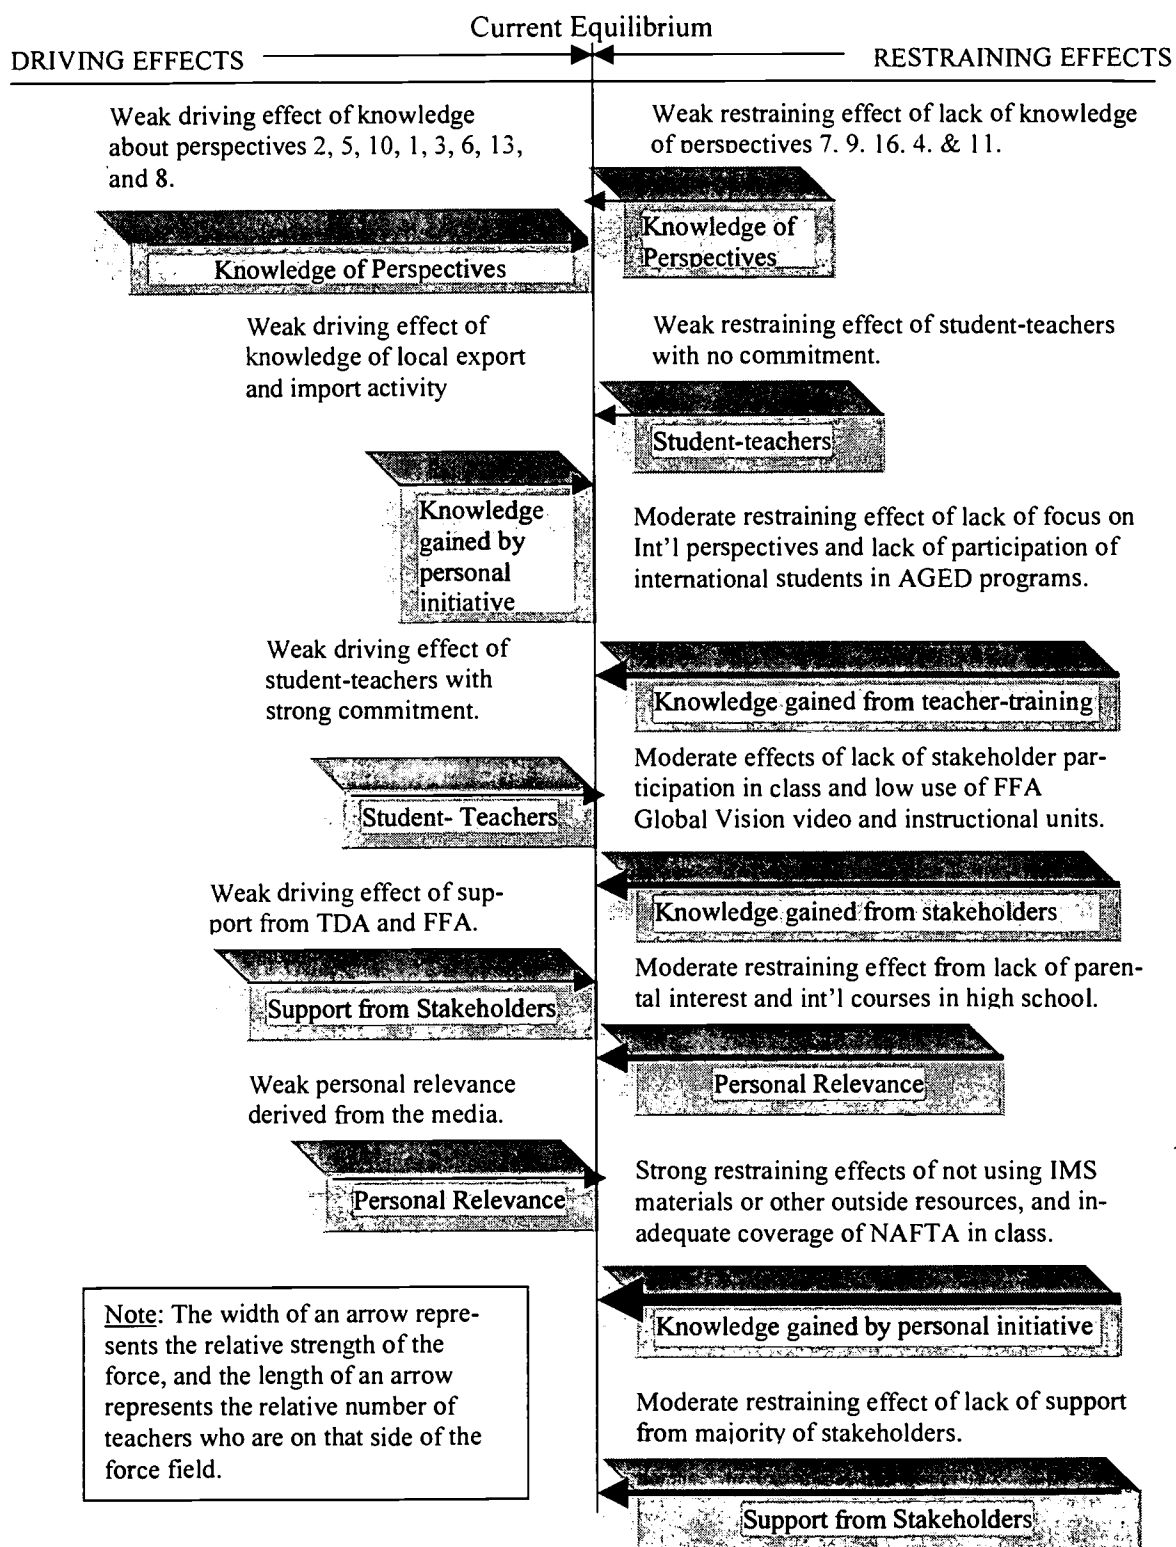 Current Equilibrium
DRIVING EFFECTS
RESTRAINING EFFECTS
Weak driving effect of knowledge
about perspectives 2, 5, 10, 1, 3, 6, 13,
and 8.
Knowledge of Perspectives
Weak restraining effect of lack of knowledge
of perspectives 7. 9. 16. 4. & 11.
Knowledge of
Perspectives
Weak driving effect of
knowledge of local export
and import activity
Weak restraining effect of student-teachers
with no commitment.
Student-teachers
Knowledge
gained by
personal
initiative
Moderate restraining effect of lack of focus on
Int'l perspectives and lack of participation of
international students in AGED programs.
Knowledge gained from teacher-training
Weak driving effect of
student-teachers with
strong commitment.
Student- Teachers
Moderate effects of lack of stakeholder par-
ticipation in class and low use of FFA
Global Vision video and instructional units.
Knowledge gained from stakeholders
Weak driving effect of sup-
port from TDA and FFA.
Support from Stakeholders
Moderate restraining effect from lack of paren-
tal interest and int'l courses in high school.
Personal Relevance
Weak personal relevance
derived from the media.
Personal Relevance
Strong restraining effects of not using IMS
materials or other outside resources, and in-
adequate coverage of NAFTA in class.
Knowledge gained by personal initiative
Note: The width of an arrow repre-
sents the relative strength of the
force, and the length of an arrow
represents the relative number of
teachers who are on that side of the
force field.
Moderate restraining effect of lack of support
from majority of stakeholders.
Support from Stakeholders